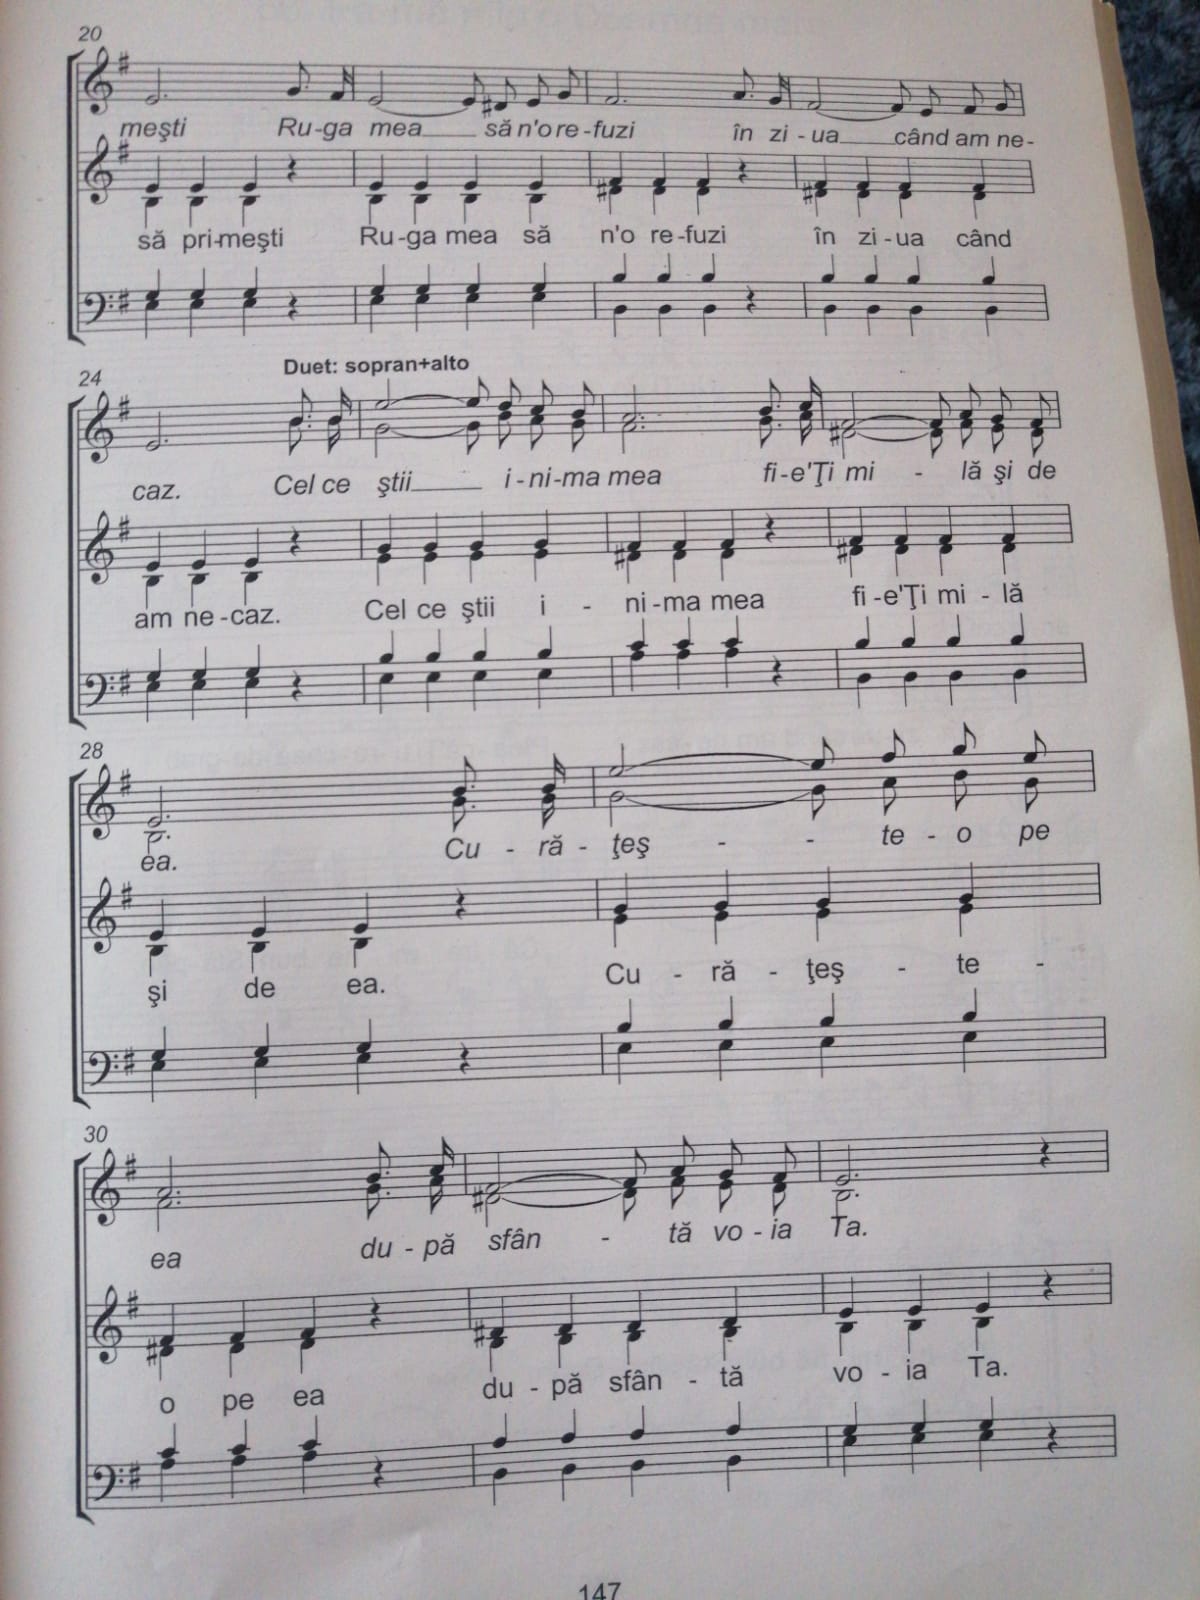 20
meşti Ru-ga mea să n'o re-fuzi în zi-ua când am ne-
să pri-meşti Ru-ga mea să n'o re-fuzi în zi-ua când
24
Duet: sopran+alto
caz. Cel ce ştii i-ni-ma mea fi-e'Ţi mi - lă şi de
am ne-caz. Cel ce ştii i - ni-ma mea fi-e'Ţi mi - lă
28
ea. Cu - ră - ţeş - - te - o pe
şi de ea. Cu - ră - ţeş - te -
30
ea du - pă sfân - tă vo - ia Ta.
o pe ea du - pă sfân - tă vo - ia Ta.
147